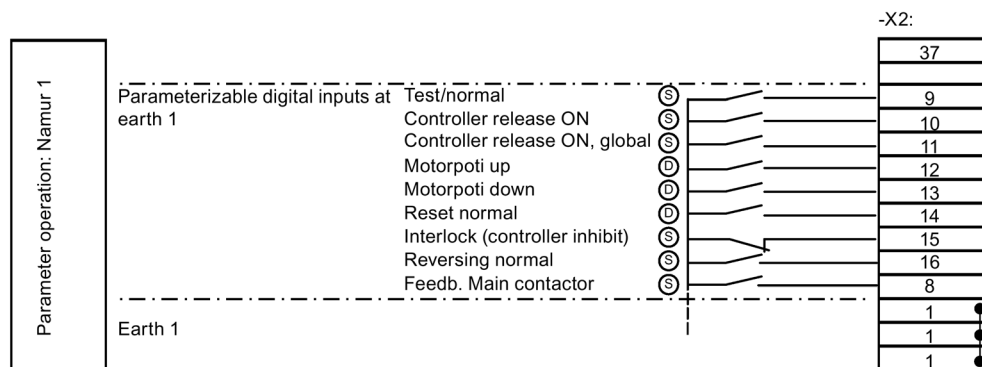 -X2:
37
Parameter operation: Namur 1
Parameterizable digital inputs at
earth 1
Test/normal S 9
Controller release ON S 10
Controller release ON, global S 11
Motorpoti up D 12
Motorpoti down D 13
Reset normal D 14
Interlock (controller inhibit) S 15
Reversing normal S 16
Feedb. Main contactor S 8
Earth 1
1
1
1